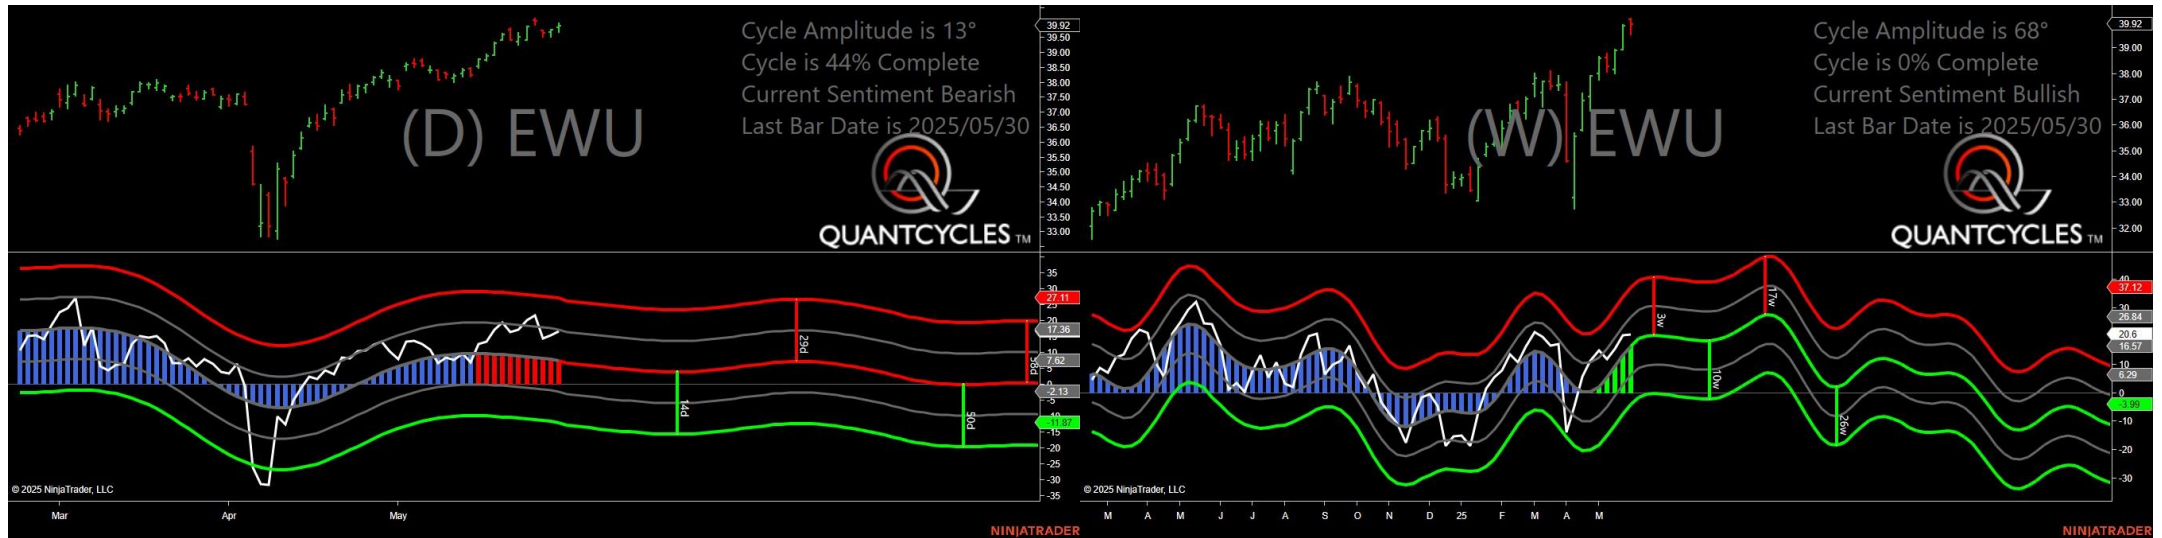 Cycle Amplitude is 13°
Cycle is 44% Complete
Current Sentiment Bearish
Last Bar Date is 2025/05/30
(D) EWU
QUANTCYCLES TM
39.92
39.50
39.00
38.50
38.00
37.50
37.00
36.50
36.00
35.50
35.00
34.50
34.00
33.50
33.00
35
30
27.11
25
20
17.36
10
7.62
5
0
-2.13
-5
-11.87
-15
-20
-25
-30
-35
14d
29d
50d
58d
© 2025 NinjaTrader, LLC
Mar Apr May
NINJATRADER
Cycle Amplitude is 68°
Cycle is 0% Complete
Current Sentiment Bullish
Last Bar Date is 2025/05/30
(W) EWU
QUANTCYCLES TM
39.92
39.00
38.00
37.00
36.00
35.00
34.00
33.00
32.00
40
37.12
30
26.84
20.6
16.57
10
6.29
0
-3.99
-10
-20
-30
3w
10w
17w
26w
© 2025 NinjaTrader, LLC
M A M J J A S O N D 25 F M A M
NINJATRADER